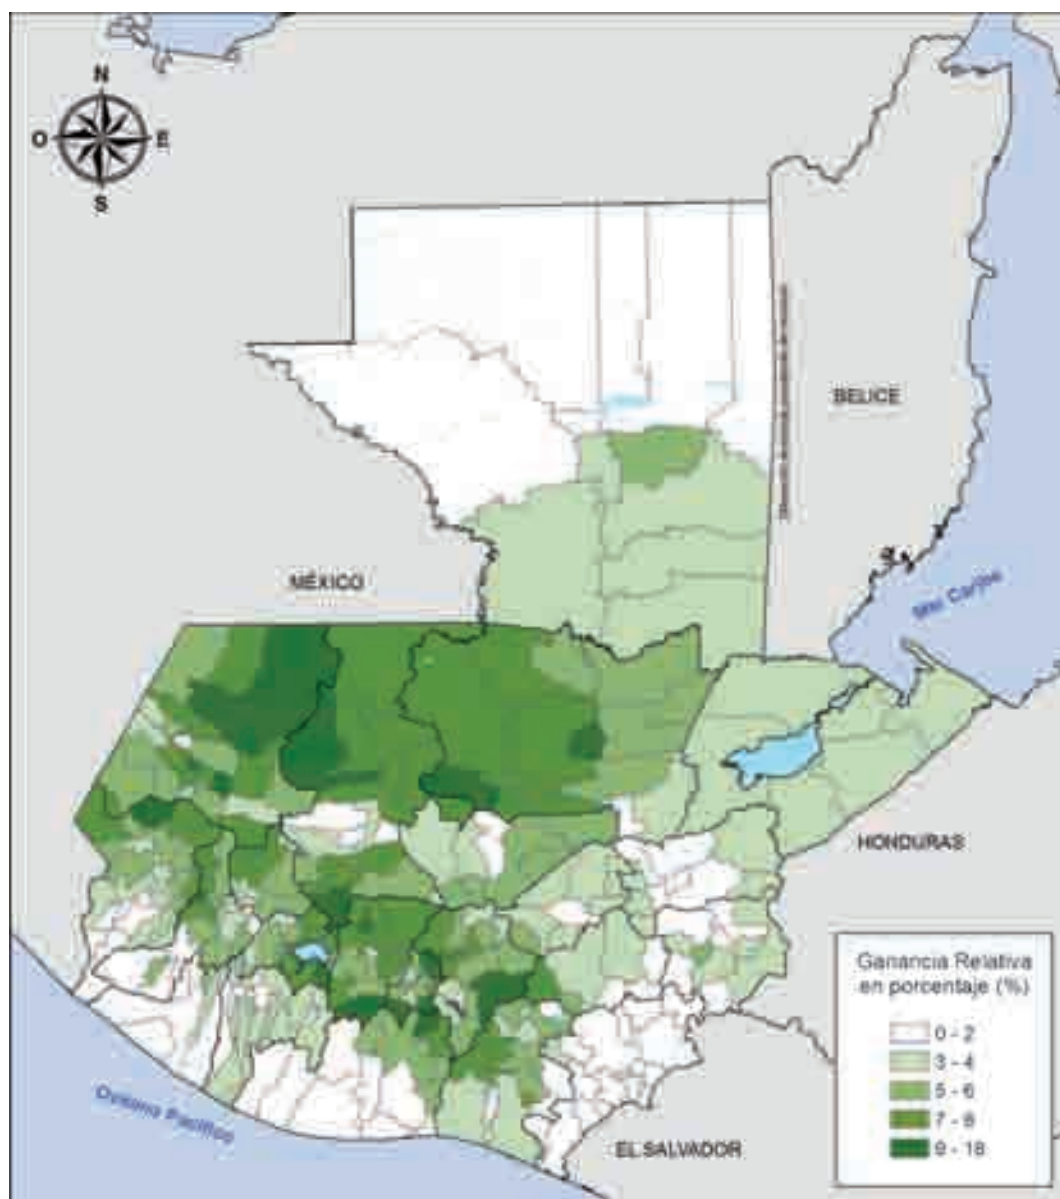 N
O E
S
BELICE
MÉXICO
Mar Caribe
HONDURAS
Ganancia Relativa
en porcentaje (%)
0 - 2
3 - 4
5 - 6
7 - 8
9 - 18
Océano Pacífico
EL SALVADOR